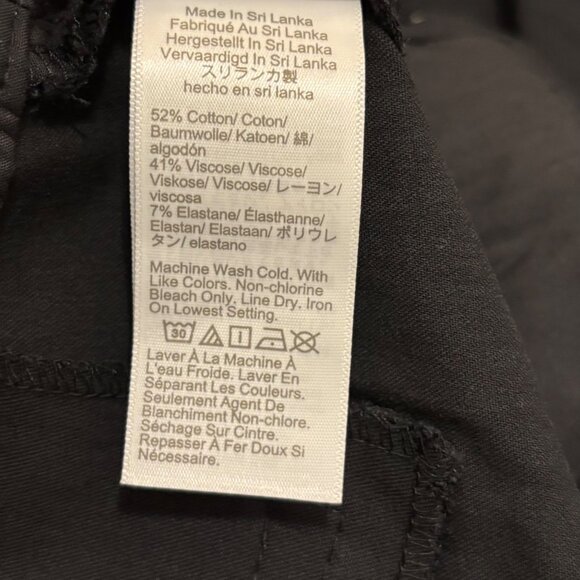 Made In Sri Lanka
Fabriqué Au Sri Lanka
Hergestellt In Sri Lanka
Vervaardigd In Sri Lanka
スリランカ製
hecho en sri lanka
52% Cotton/ Coton/
Baumwolle/ Katoen/ 綿/
algodón
41% Viscose/ Viscose/
Viskose/ Viscose/ レーヨン/
viscosa
7% Elastane/ Élasthanne/
Elastan/ Elastaan/ ポリウレ
タン/ elastano
Machine Wash Cold. With
Like Colors. Non-chlorine
Bleach Only. Line Dry. Iron
On Lowest Setting.
30
Laver À La Machine À
L'eau Froide. Laver En
Séparant Les Couleurs.
Seulement Agent De
Blanchiment Non-chlore.
Séchage Sur Cintre.
Repasser À Fer Doux Si
Nécessaire.